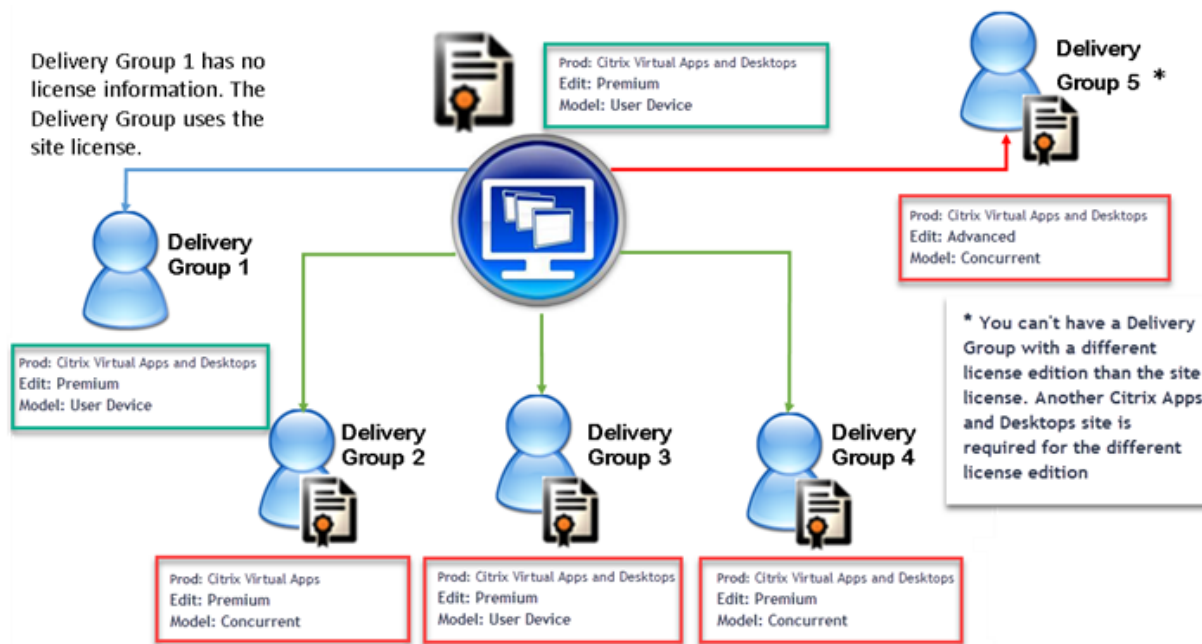 Delivery Group 1 has no
license information. The
Delivery Group uses the
site license.
Prod: Citrix Virtual Apps and Desktops
Edit: Premium
Model: User Device
Delivery
Group 5 *
Prod: Citrix Virtual Apps and Desktops
Edit: Advanced
Model: Concurrent
Delivery
Group 1
Prod: Citrix Virtual Apps and Desktops
Edit: Premium
Model: User Device
* You can't have a Delivery
Group with a different
license edition than the site
license. Another Citrix Apps
and Desktops site is
required for the different
license edition
Delivery
Group 2
Delivery
Group 3
Delivery
Group 4
Prod: Citrix Virtual Apps
Edit: Premium
Model: Concurrent
Prod: Citrix Virtual Apps and Desktops
Edit: Premium
Model: User Device
Prod: Citrix Virtual Apps and Desktops
Edit: Premium
Model: Concurrent